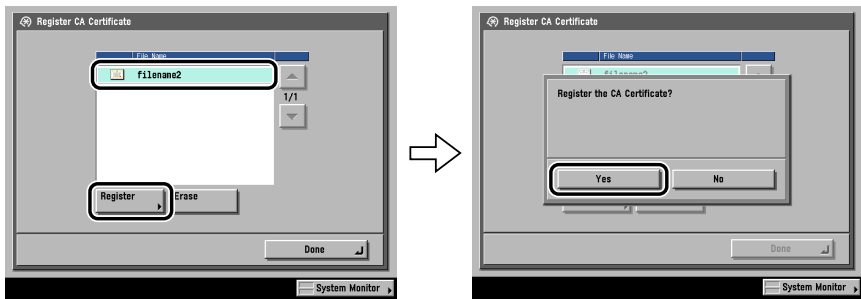 Register CA Certificate
File Name
filename2
1/1
Register
Erase
Done
System Monitor
Register CA Certificate
File Name
filename2
Register the CA Certificate?
Yes
No
Done
System Monitor